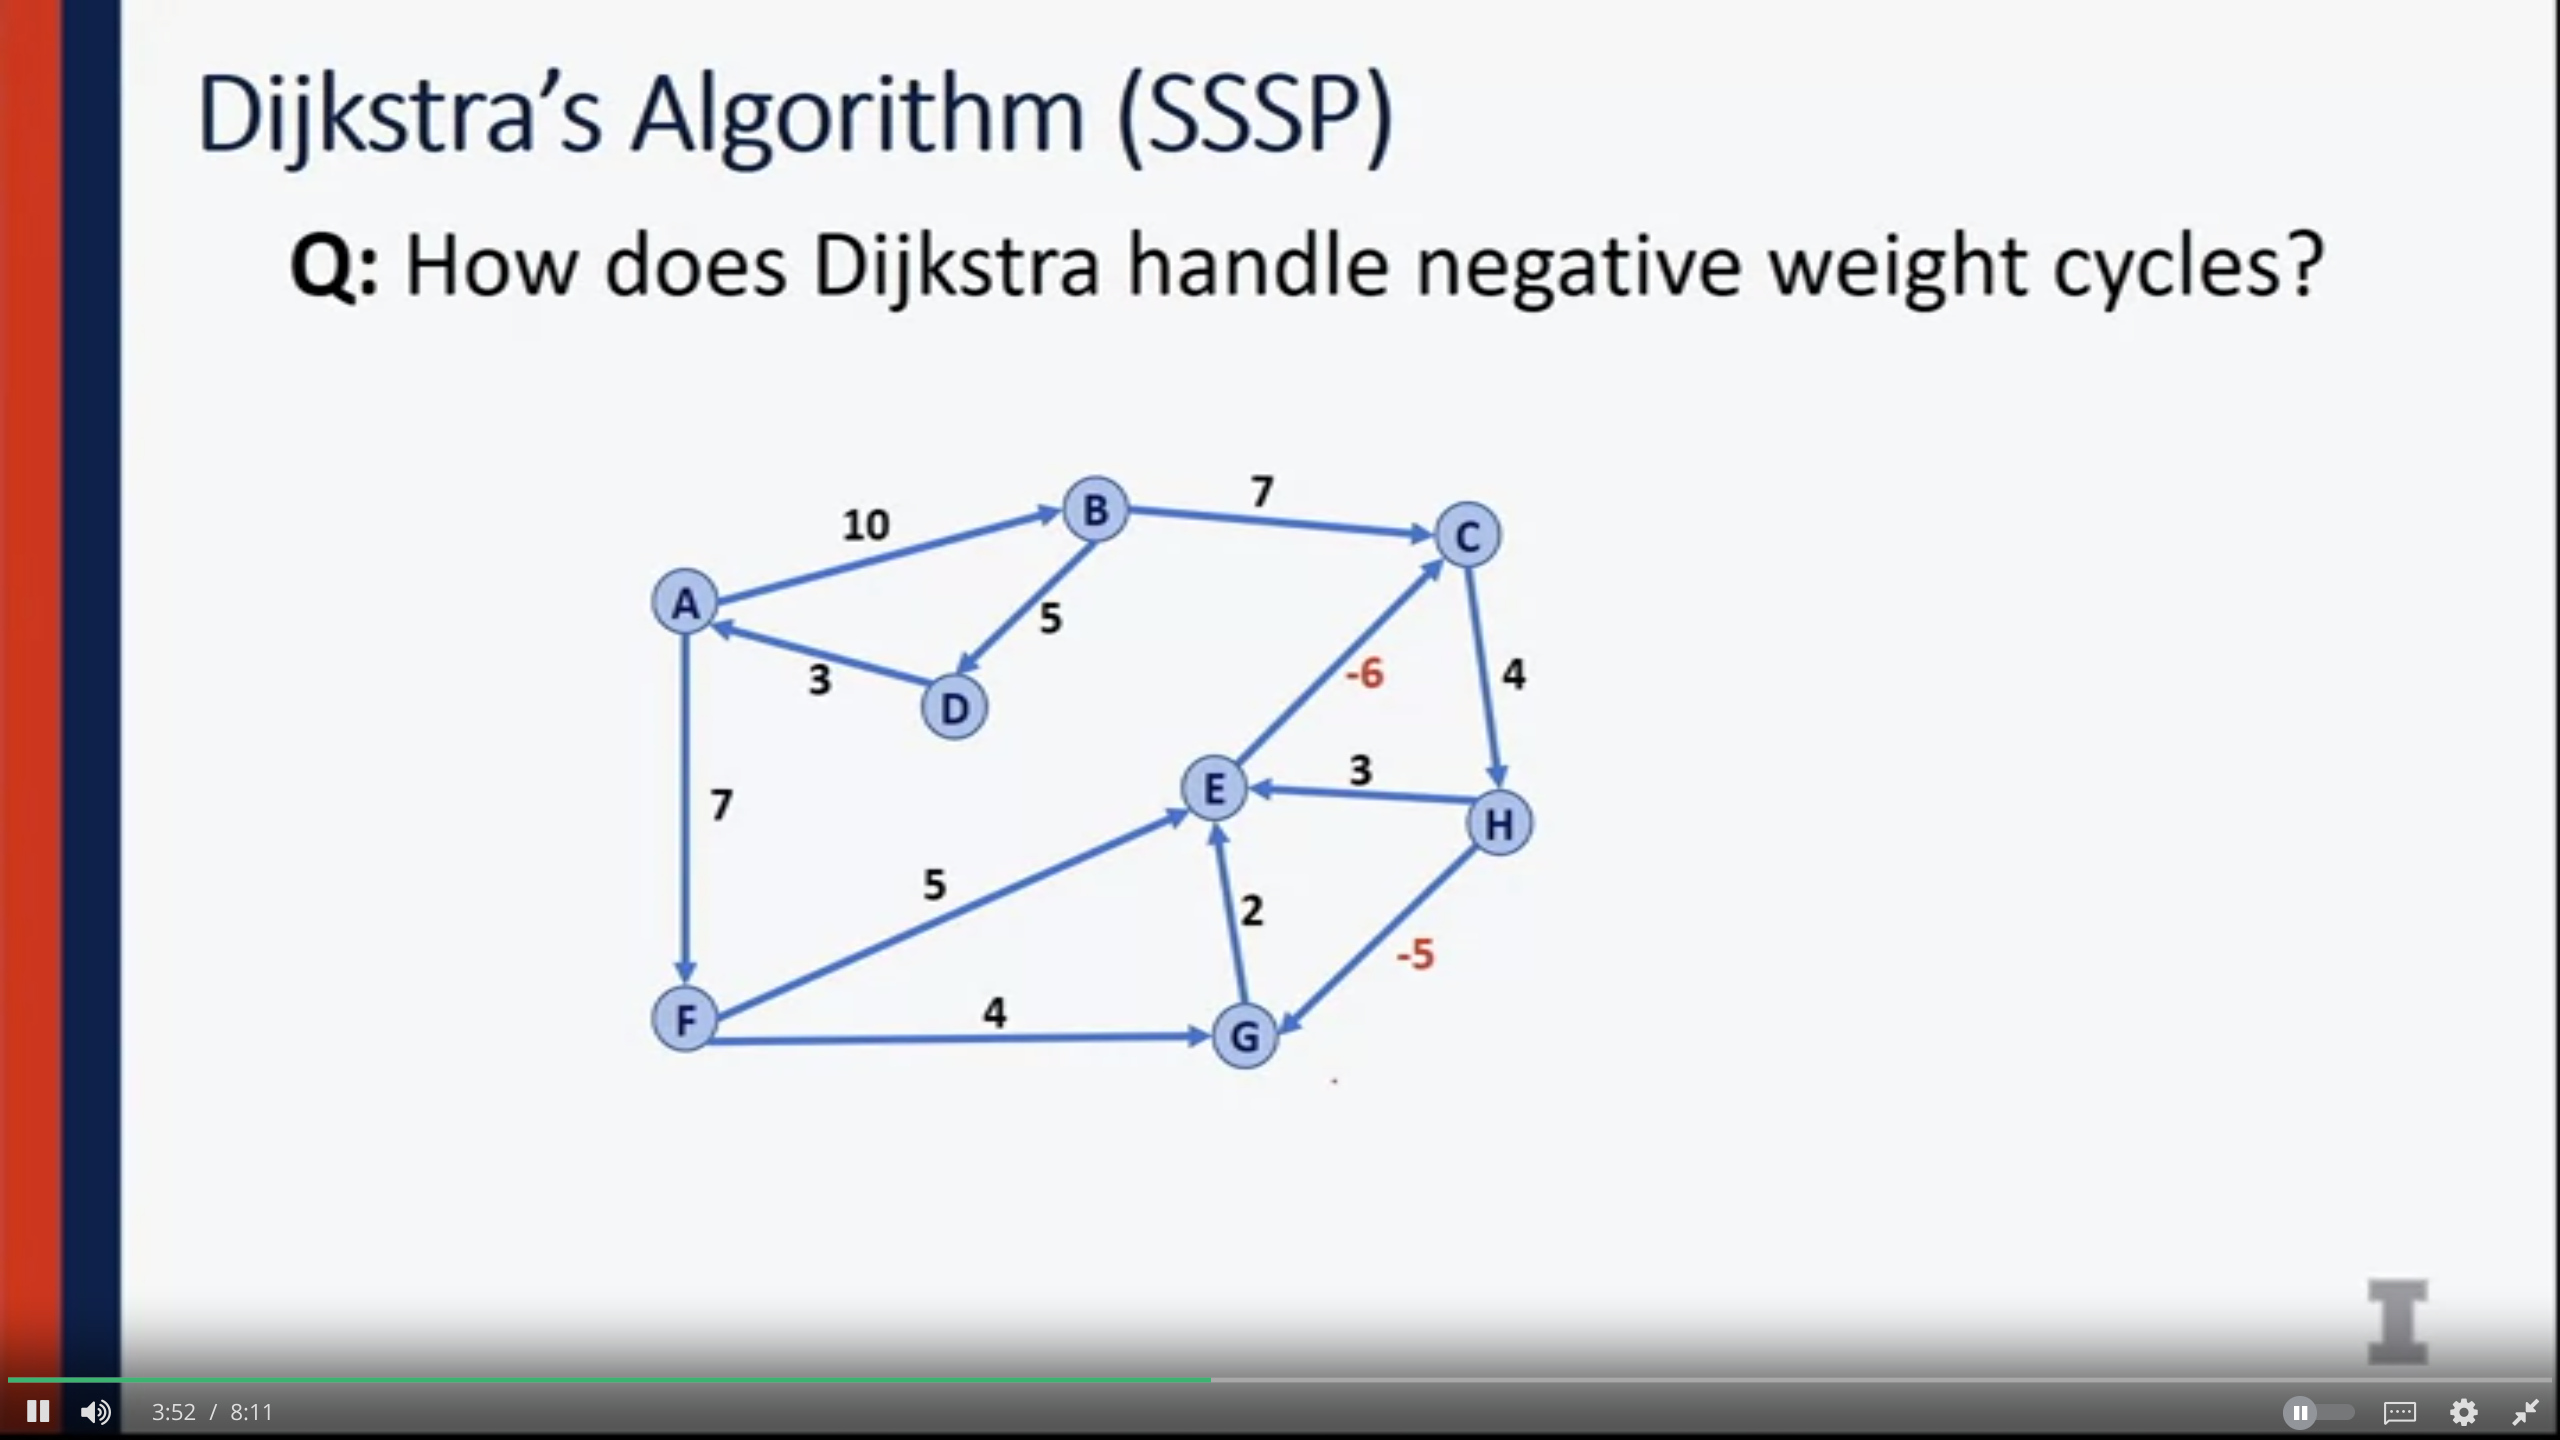 Dijkstra’s Algorithm (SSSP)
Q: How does Dijkstra handle negative weight cycles?
7
B
10
C
A
5
-6
4
3
D
3
7
E
H
5
2
-5
4
F
G
I
3:52 / 8:11